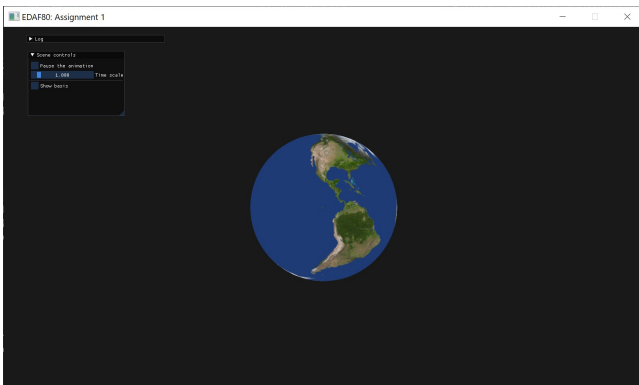 EDAF80: Assignment 1
Log
Scene controls
Pause the animation
1.000 Time scale
Show basis